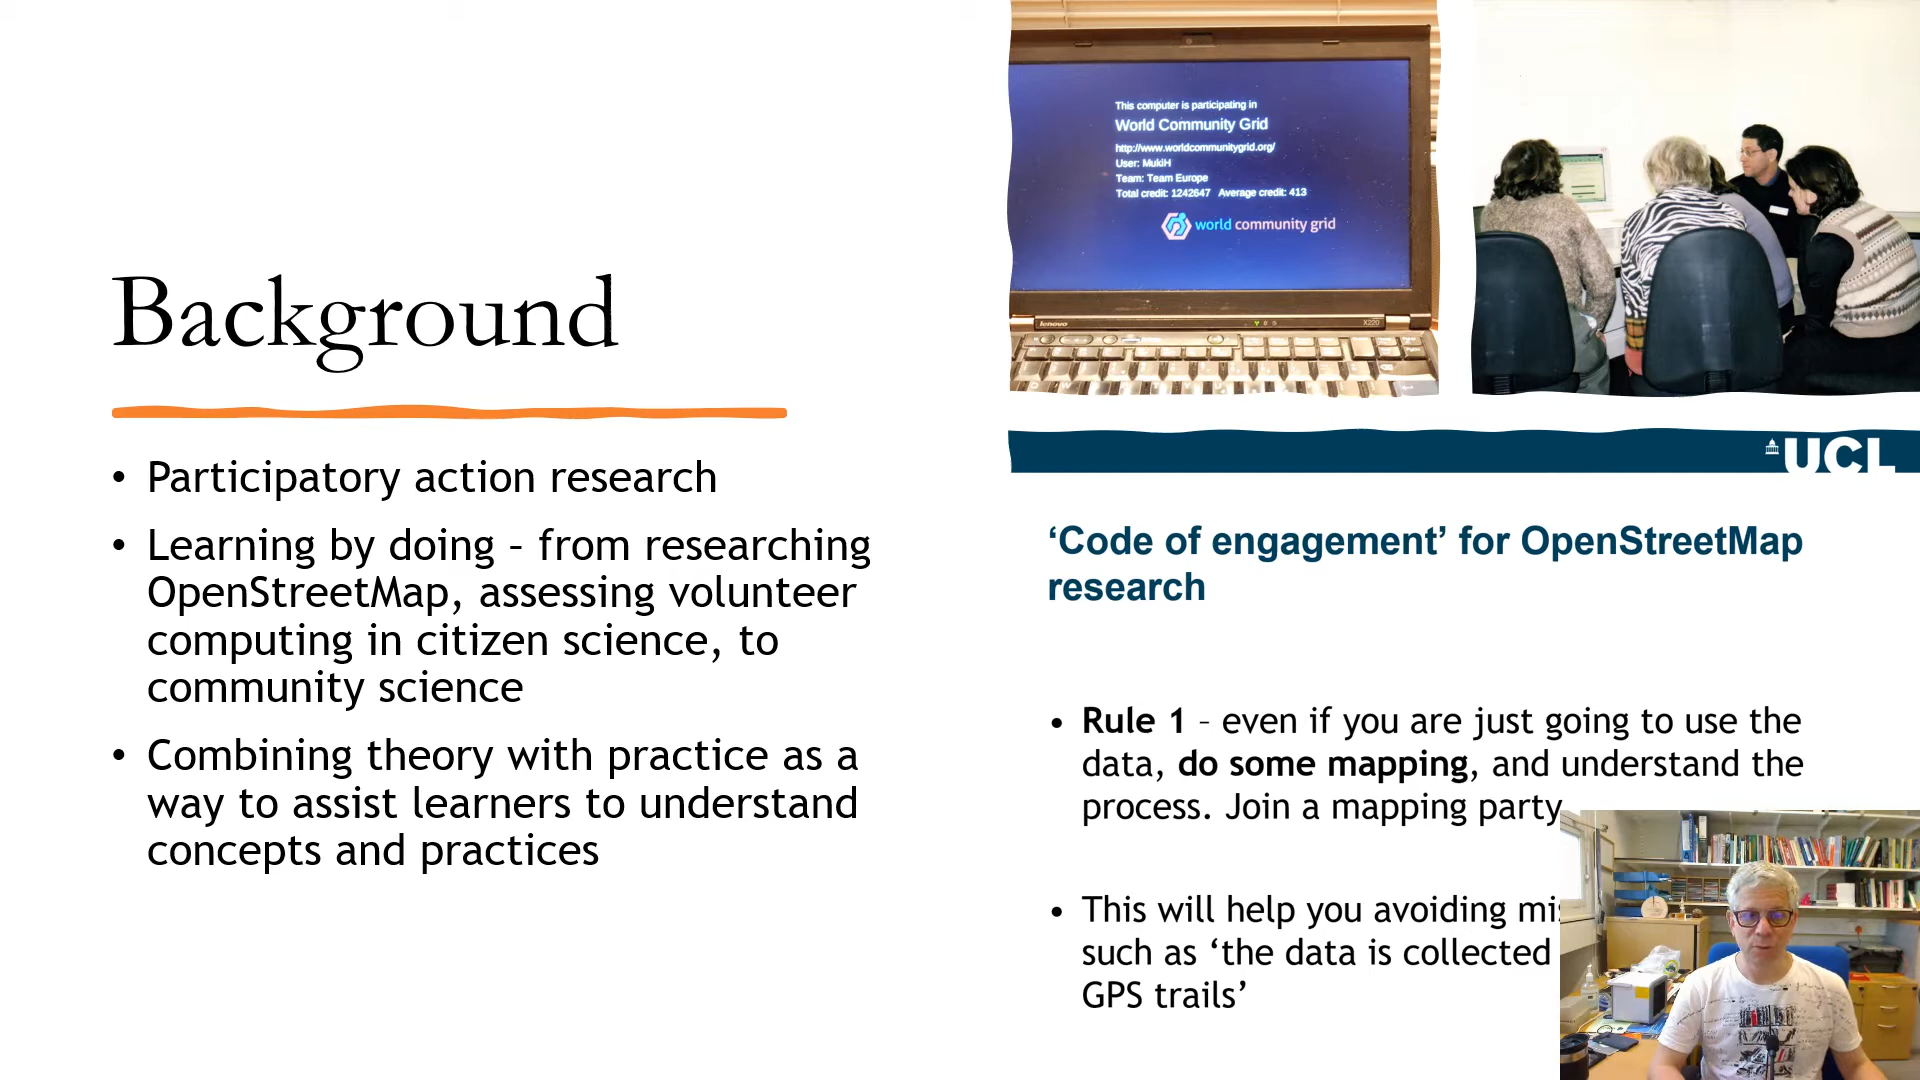 Background
• Participatory action research
• Learning by doing – from researching
OpenStreetMap, assessing volunteer
computing in citizen science, to
community science
• Combining theory with practice as a
way to assist learners to understand
concepts and practices
This computer is participating in
World Community Grid
http://www.worldcommunitygrid.org/
User: MukiH
Team: Team Europe
Total credit: 1242647 Average credit: 413
world community grid
lenovo
X220
UCL
‘Code of engagement’ for OpenStreetMap
research
• Rule 1 – even if you are just going to use the
data, do some mapping, and understand the
process. Join a mapping party
• This will help you avoiding
such as ‘the data is collected
GPS trails’